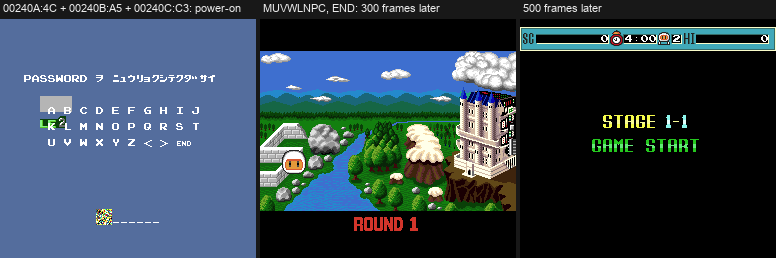 00240A:4C + 00240B:A5 + 00240C:C3: power-on
PASSWORD ヲ ニュウリョクシテクダサイ
A B C D E F G H I J
K L M N O P Q R S T
U V W X Y Z < > END
MUVWLNPC, END: 300 frames later
ROUND 1
500 frames later
SC 0 4:00 2 HI 0
STAGE 1-1
GAME START